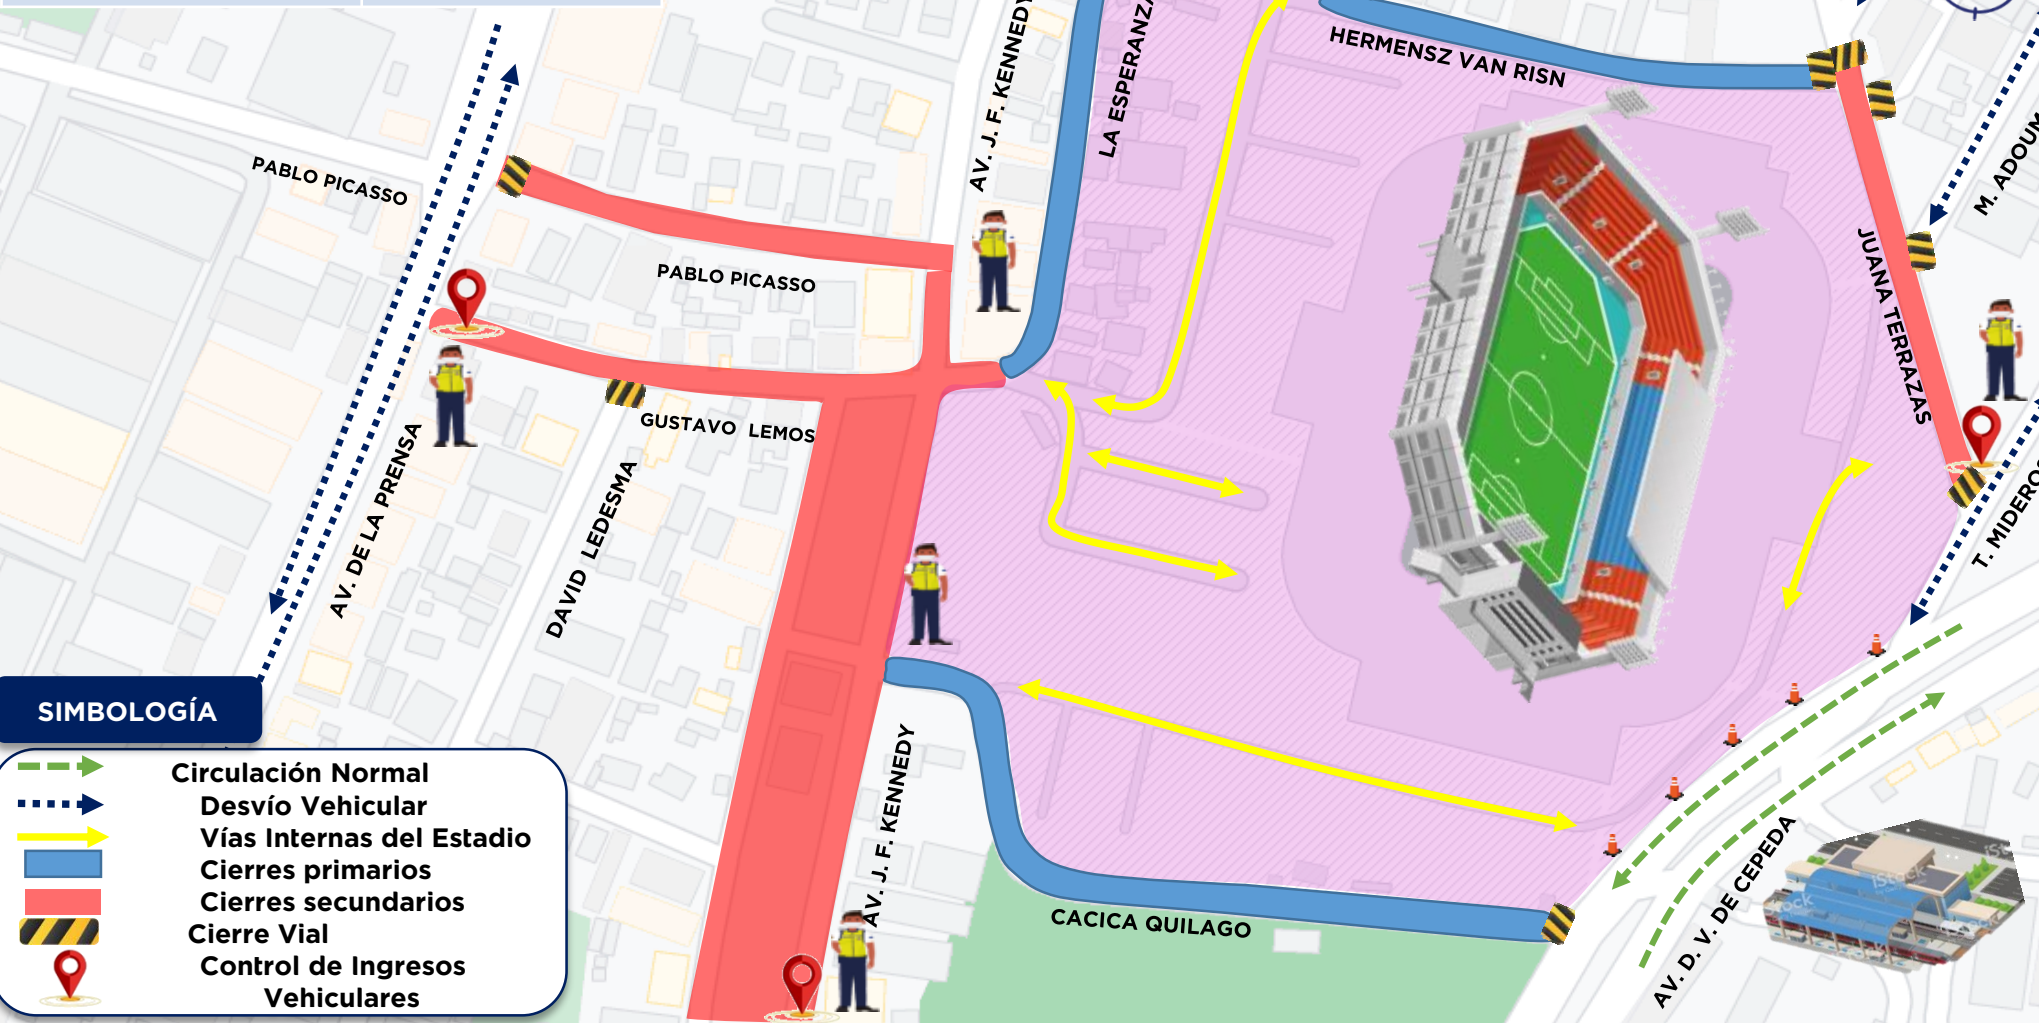 HERMENSZ VAN RISN
AV. J. F. KENNEDY
LA ESPERANZA
M. ADOUM
PABLO PICASSO
PABLO PICASSO
JUANA TERRAZAS
GUSTAVO LEMOS
AV. DE LA PRENSA
DAVID LEDESMA
T. MIDEROS
AV. J. F. KENNEDY
CACICA QUILAGO
AV. D. V. DE CEPEDA
iStock
SIMBOLOGÍA
Circulación Normal
Desvío Vehicular
Vías Internas del Estadio
Cierres primarios
Cierres secundarios
Cierre Vial
Control de Ingresos
Vehiculares